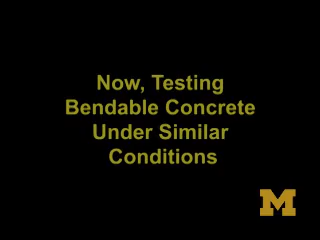 Now, Testing
Bendable Concrete
Under Similar
Conditions
M